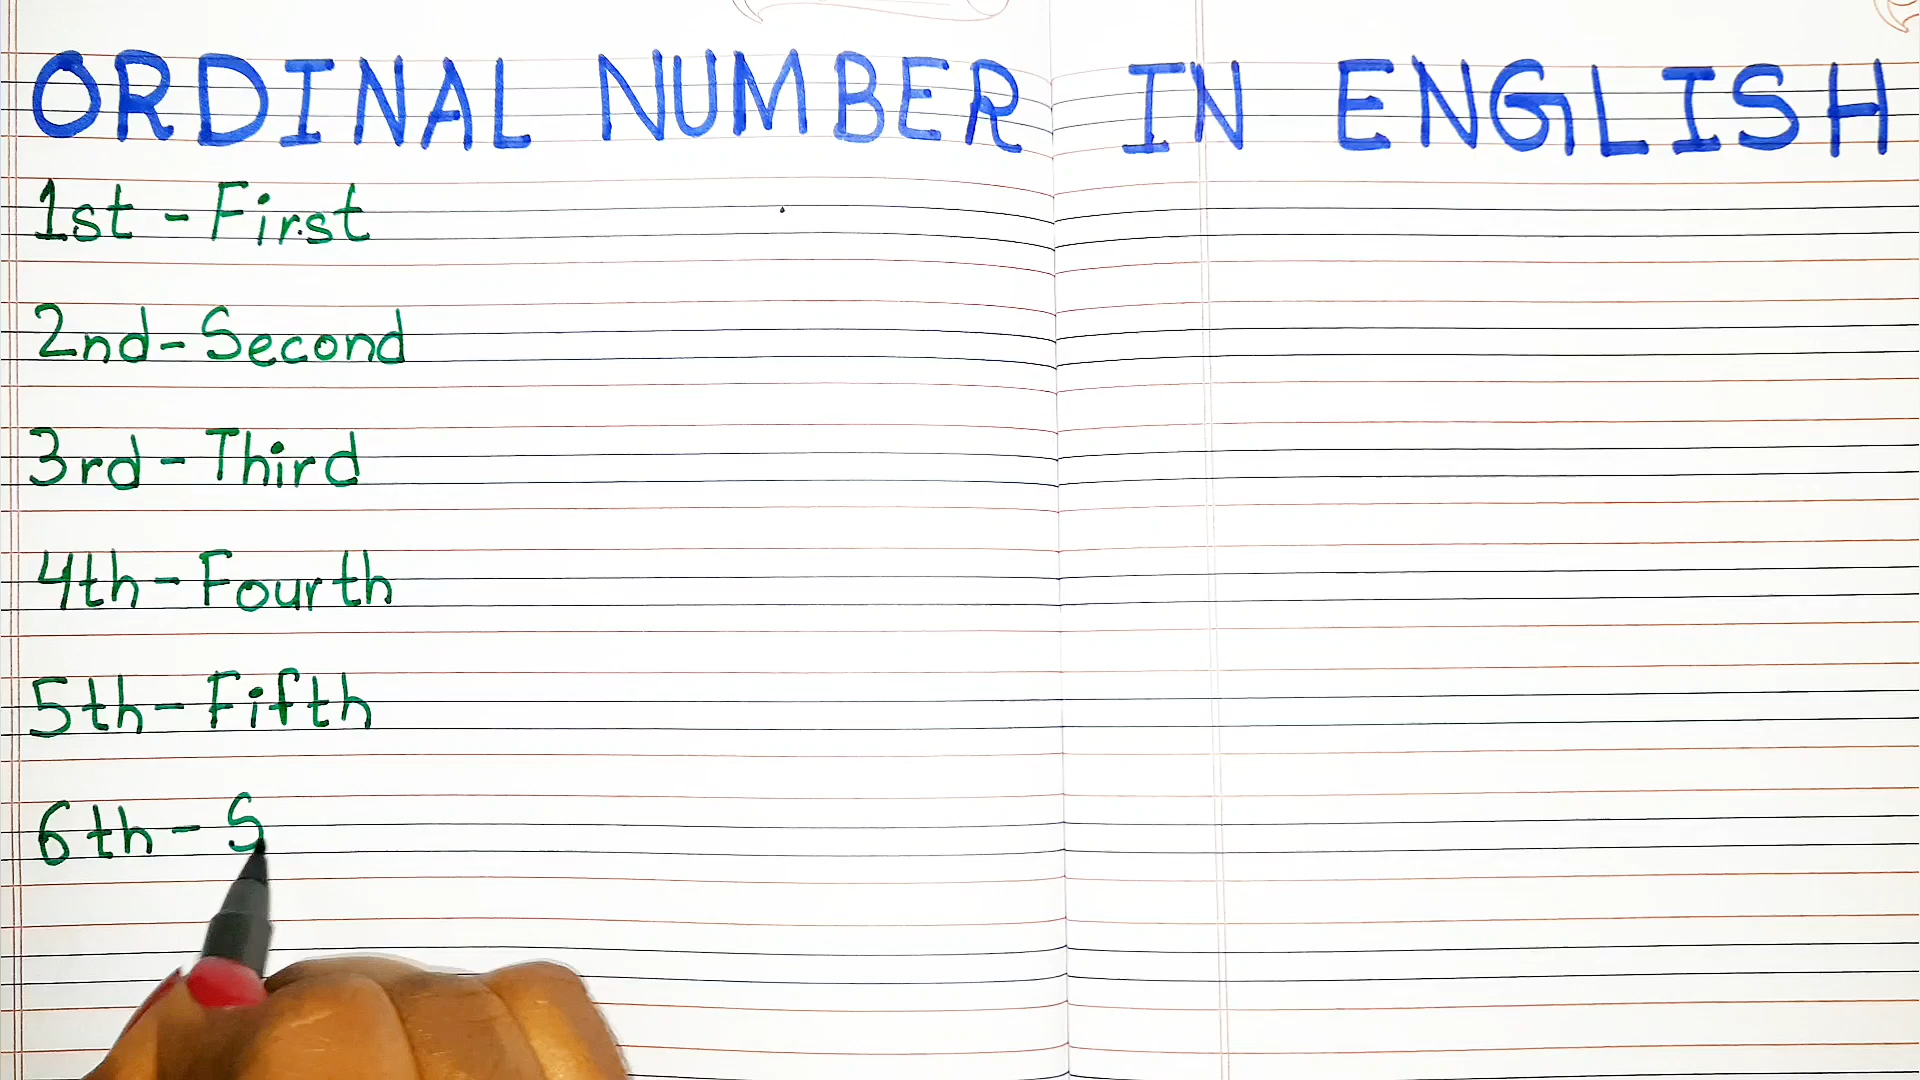 ORDINAL NUMBER IN ENGLISH
1st - First
2nd - Second
3rd - Third
4th - Fourth
5th - Fifth
6th - S